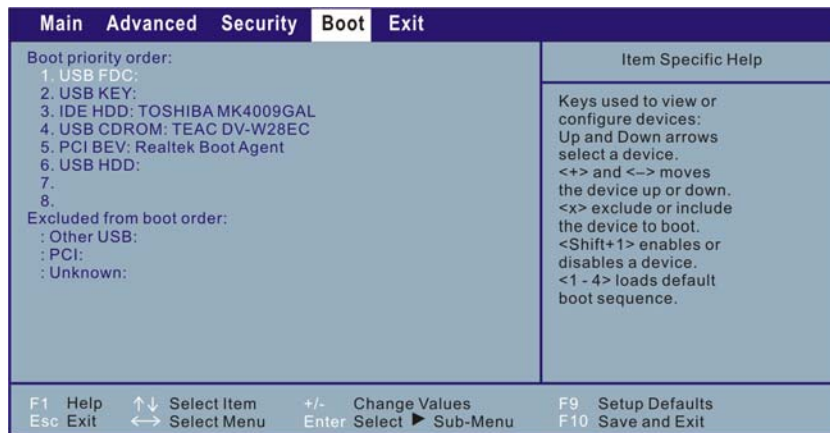 Main Advanced Security Boot Exit
Boot priority order:
1. USB FDC:
2. USB KEY:
3. IDE HDD: TOSHIBA MK4009GAL
4. USB CDROM: TEAC DV-W28EC
5. PCI BEV: Realtek Boot Agent
6. USB HDD:
7.
8.
Excluded from boot order:
: Other USB:
: PCI:
: Unknown:
Item Specific Help
Keys used to view or
configure devices:
Up and Down arrows
select a device.
<+> and <–> moves
the device up or down.
<x> exclude or include
the device to boot.
<Shift+1> enables or
disables a device.
<1 - 4> loads default
boot sequence.
F1 Help ↑↓ Select Item +/- Change Values F9 Setup Defaults
Esc Exit ↔ Select Menu Enter Select ▶ Sub-Menu F10 Save and Exit